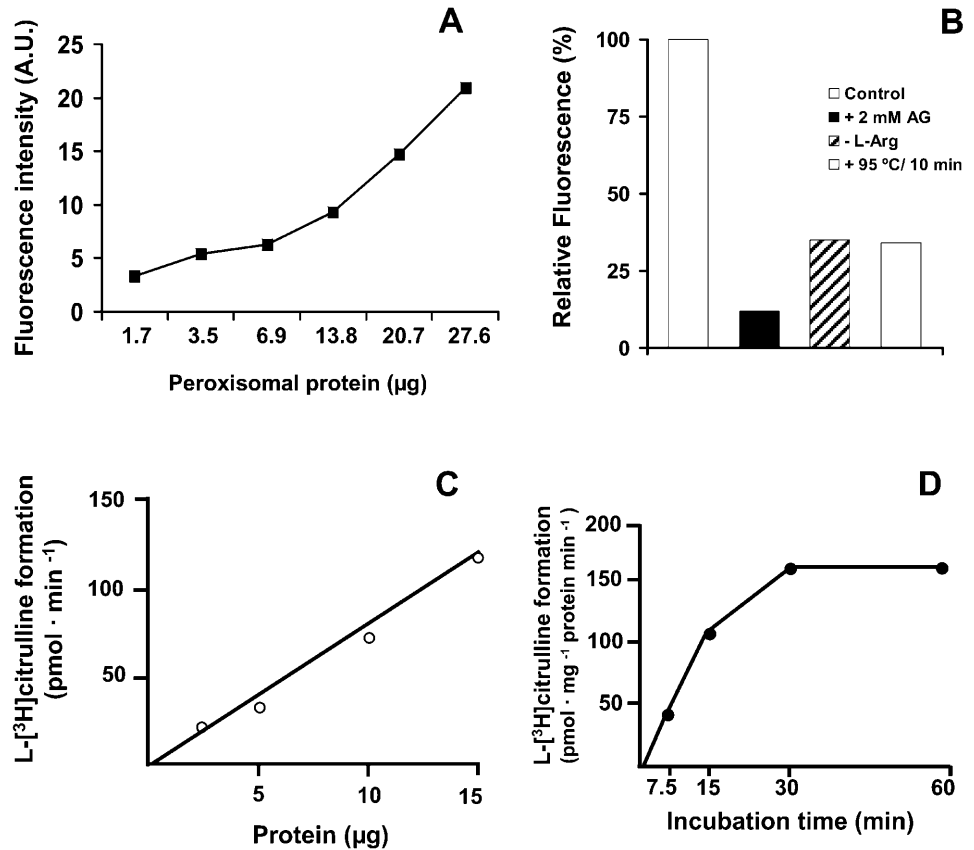 A
Fluorescence intensity (A.U.)
25
20
15
10
5
0
1.7 3.5 6.9 13.8 20.7 27.6
Peroxisomal protein (µg)
B
Relative Fluorescence (%)
100
75
50
25
0
Control
+ 2 mM AG
- L-Arg
+ 95 ºC/ 10 min
C
L-[³H]citrulline formation
(pmol · min ⁻¹)
150
100
50
5 10 15
Protein (µg)
D
L-[³H]citrulline formation
(pmol · mg ⁻¹ protein min ⁻¹)
200
150
100
50
7.5 15 30 60
Incubation time (min)